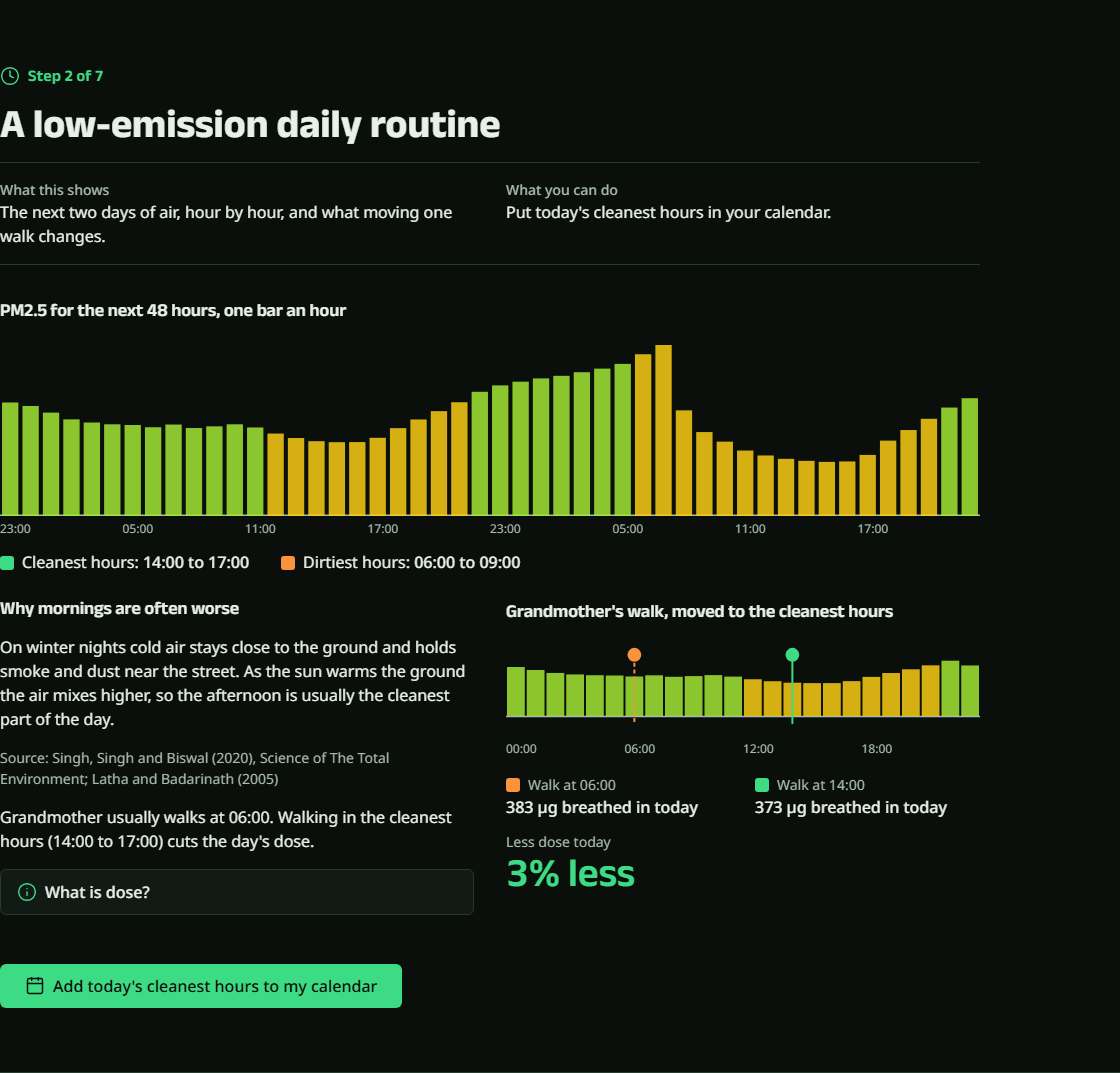 Step 2 of 7
A low-emission daily routine
What this shows
The next two days of air, hour by hour, and what moving one
walk changes.
What you can do
Put today's cleanest hours in your calendar.
PM2.5 for the next 48 hours, one bar an hour
23:00 05:00 11:00 17:00 23:00 05:00 11:00 17:00
Cleanest hours: 14:00 to 17:00 Dirtiest hours: 06:00 to 09:00
Why mornings are often worse
On winter nights cold air stays close to the ground and holds
smoke and dust near the street. As the sun warms the ground
the air mixes higher, so the afternoon is usually the cleanest
part of the day.
Source: Singh, Singh and Biswal (2020), Science of The Total
Environment; Latha and Badarinath (2005)
Grandmother usually walks at 06:00. Walking in the cleanest
hours (14:00 to 17:00) cuts the day's dose.
What is dose?
Grandmother's walk, moved to the cleanest hours
00:00 06:00 12:00 18:00
Walk at 06:00
383 µg breathed in today
Walk at 14:00
373 µg breathed in today
Less dose today
3% less
Add today's cleanest hours to my calendar